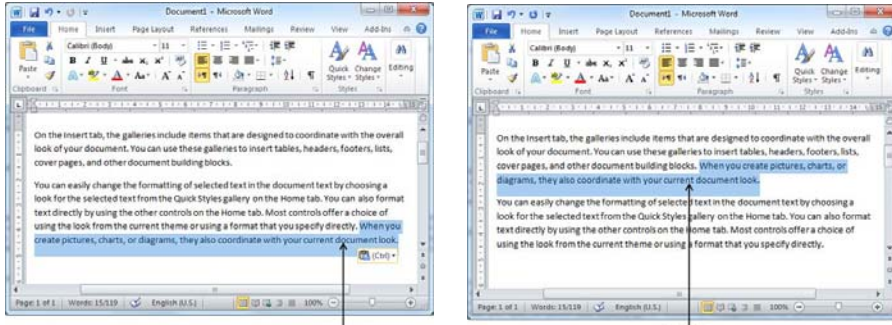 Document1 - Microsoft Word
File Home Insert Page Layout References Mailings Review View Add-Ins
Calibri (Body) 11
Paste
Quick Styles Change Styles Editing
Clipboard Font Paragraph Styles
On the Insert tab, the galleries include items that are designed to coordinate with the overall
look of your document. You can use these galleries to insert tables, headers, footers, lists,
cover pages, and other document building blocks.
You can easily change the formatting of selected text in the document text by choosing a
look for the selected text from the Quick Styles gallery on the Home tab. You can also format
text directly by using the other controls on the Home tab. Most controls offer a choice of
using the look from the current theme or using a format that you specify directly. When you
create pictures, charts, or diagrams, they also coordinate with your current document look.
(Ctrl)
Page: 1 of 1 Words: 15/119 English (U.S.) 100%
Document1 - Microsoft Word
File Home Insert Page Layout References Mailings Review View Add-Ins
Calibri (Body) 11
Paste
Quick Styles Change Styles Editing
Clipboard Font Paragraph Styles
On the Insert tab, the galleries include items that are designed to coordinate with the overall
look of your document. You can use these galleries to insert tables, headers, footers, lists,
cover pages, and other document building blocks. When you create pictures, charts, or
diagrams, they also coordinate with your current document look.
You can easily change the formatting of selected text in the document text by choosing a
look for the selected text from the Quick Styles gallery on the Home tab. You can also format
text directly by using the other controls on the Home tab. Most controls offer a choice of
using the look from the current theme or using a format that you specify directly.
Page: 1 of 1 Words: 15/119 English (U.S.) 100%